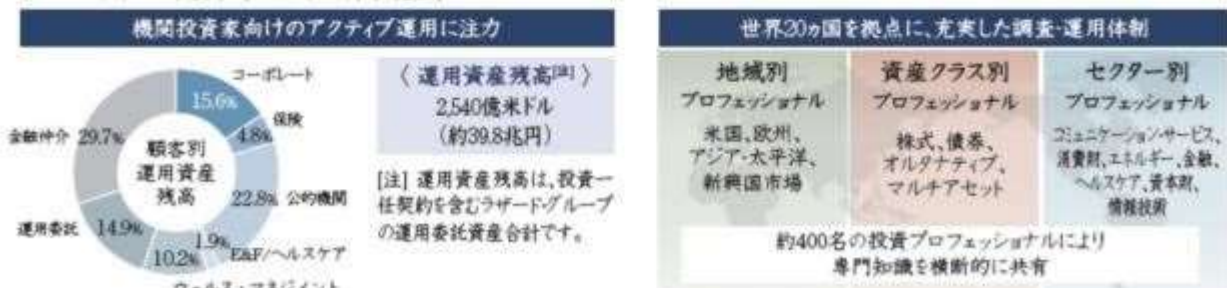 機関投資家向けのアクティブ運用に注力
コーポレート
15.6%
保険
4.8%
22.8% 公的機関
1.9%
E&F/ヘルスケア
10.2%
ウェルス・マネジメント
運用委託 14.9%
金融仲介 29.7%
顧客別
運用資産
残高
〈 運用資産残高[注] 〉
2,540億米ドル
(約39.8兆円)
[注] 運用資産残高は、投資一
任契約を含むラザード・グループ
の運用委託資産合計です。
世界20ヵ国を拠点に、充実した調査・運用体制
地域別
プロフェッショナル
米国、欧州、
アジア・太平洋、
新興国市場
資産クラス別
プロフェッショナル
株式、債券、
オルタナティブ、
マルチアセット
セクター別
プロフェッショナル
コミュニケーション・サービス、
消費財、エネルギー、金融、
ヘルスケア、資本財、
情報技術
約400名の投資プロフェッショナルにより
専門知識を横断的に共有